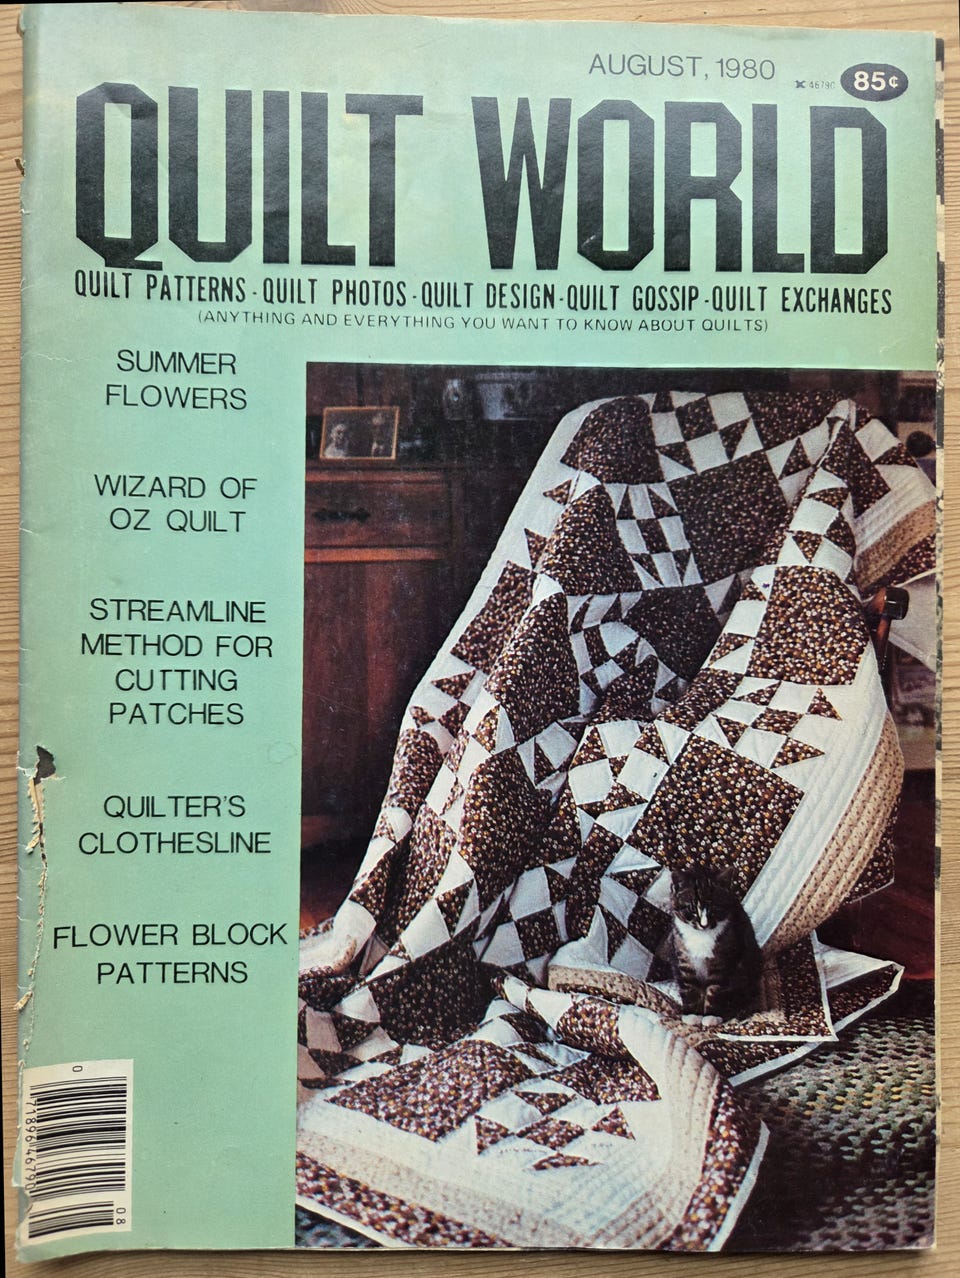 AUGUST, 1980
85¢
QUILT WORLD
QUILT PATTERNS - QUILT PHOTOS - QUILT DESIGN - QUILT GOSSIP - QUILT EXCHANGES
(ANYTHING AND EVERYTHING YOU WANT TO KNOW ABOUT QUILTS)
SUMMER
FLOWERS
WIZARD OF
OZ QUILT
STREAMLINE
METHOD FOR
CUTTING
PATCHES
QUILTER'S
CLOTHESLINE
FLOWER BLOCK
PATTERNS
0
08